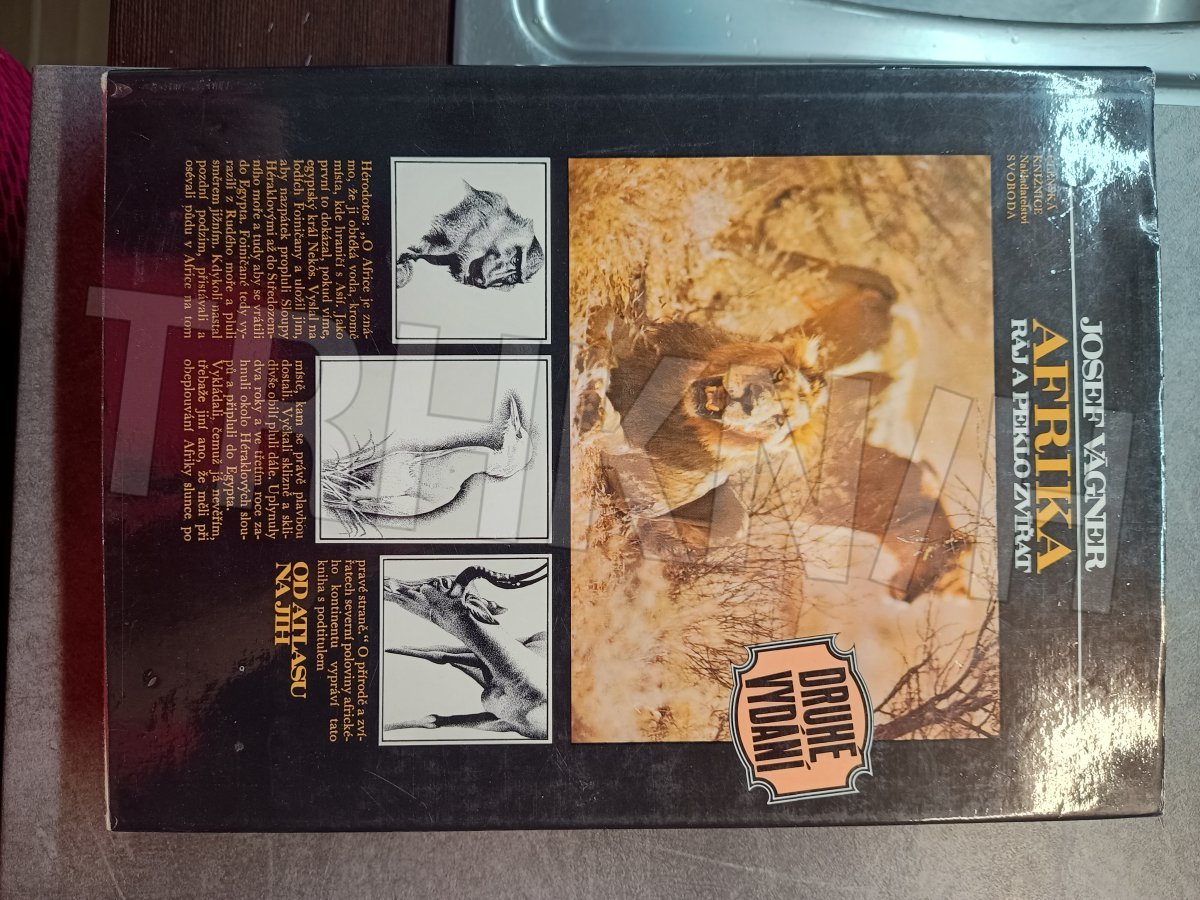 JOSEF VÁGNER
AFRIKA
RÁJ A PEKLO ZVÍŘAT
KNIŽNICE
Nakladatelství
SVOBODA
DRUHÉ
VYDÁNÍ
Hérodotos: „O Africe je zná-
mo, že ji obtéká voda, kromě
místa, kde hraničí s Asií. Jako
první to dokázal, pokud víme,
egyptský král Nekós. Vyslal na
lodích Foiničany a uložil jim,
aby nazpátek propluli Sloupy
Héraklovými až do Středozem-
ního moře a tudy aby se vrátili
do Egypta. Foiničané tedy vy-
razili z Rudého moře a pluli
směrem jižním. Kdykoli nastal
pozdní podzim, přistávali a
osévali půdu v Africe na tom
místě, kam se právě plavbou
dostali. Vyčkali sklizně a skli-
divše obilí pluli dále. Uplynuly
dva roky a ve třetím roce za-
hnuli okolo Héraklových slou-
pů a připluli do Egypta.
Vykládali, čemuž já nevěřím,
třebaže jiní ano, že měli při
obeplouvání Afriky slunce po
pravé straně.“ O přírodě a zví-
řatech severní poloviny africké-
ho kontinentu vypráví tato
kniha s podtitulem
OD ATLASU
NA JIH
TRHKNIH